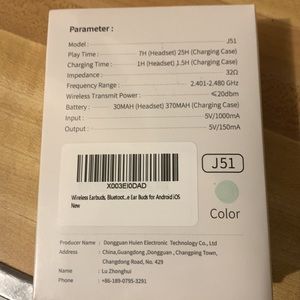 Parameter :
Model : J51
Play Time : 7H (Headset) 25H (Charging Case)
Charging Time : 1H (Headset) 1.5H (Charging Case)
Impedance : 32Ω
Frequency Range : 2.401-2.480 GHz
Wireless Transmit Power : ≤20dbm
Battery : 30MAH (Headset) 370MAH (Charging Case)
Input : 5V/1000mA
Output : 5V/150mA
X003EI0DAD
Wireless Earbuds, Bluetoot...e Ear Buds for Android iOS
New
J51
Color
Producer Name : Dongguan Huien Electronic Technology Co., Ltd
Address : China,Guangdong ,Dongguan , Changping Town,
Changdong Road, No. 429
Name : Lu Zhonghui
Phone : +86-189-0795-3291